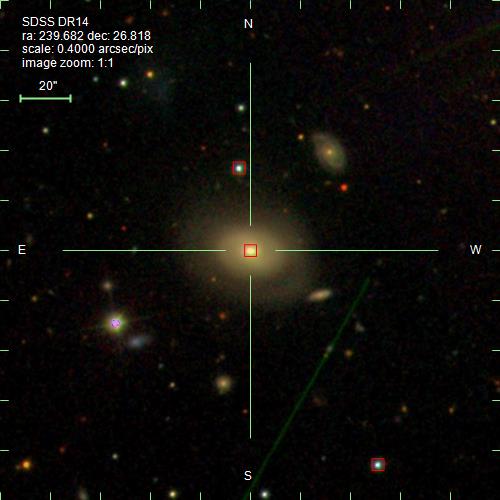 SDSS DR14
ra: 239.682 dec: 26.818
scale: 0.4000 arcsec/pix
image zoom: 1:1
20"
N
E
W
S